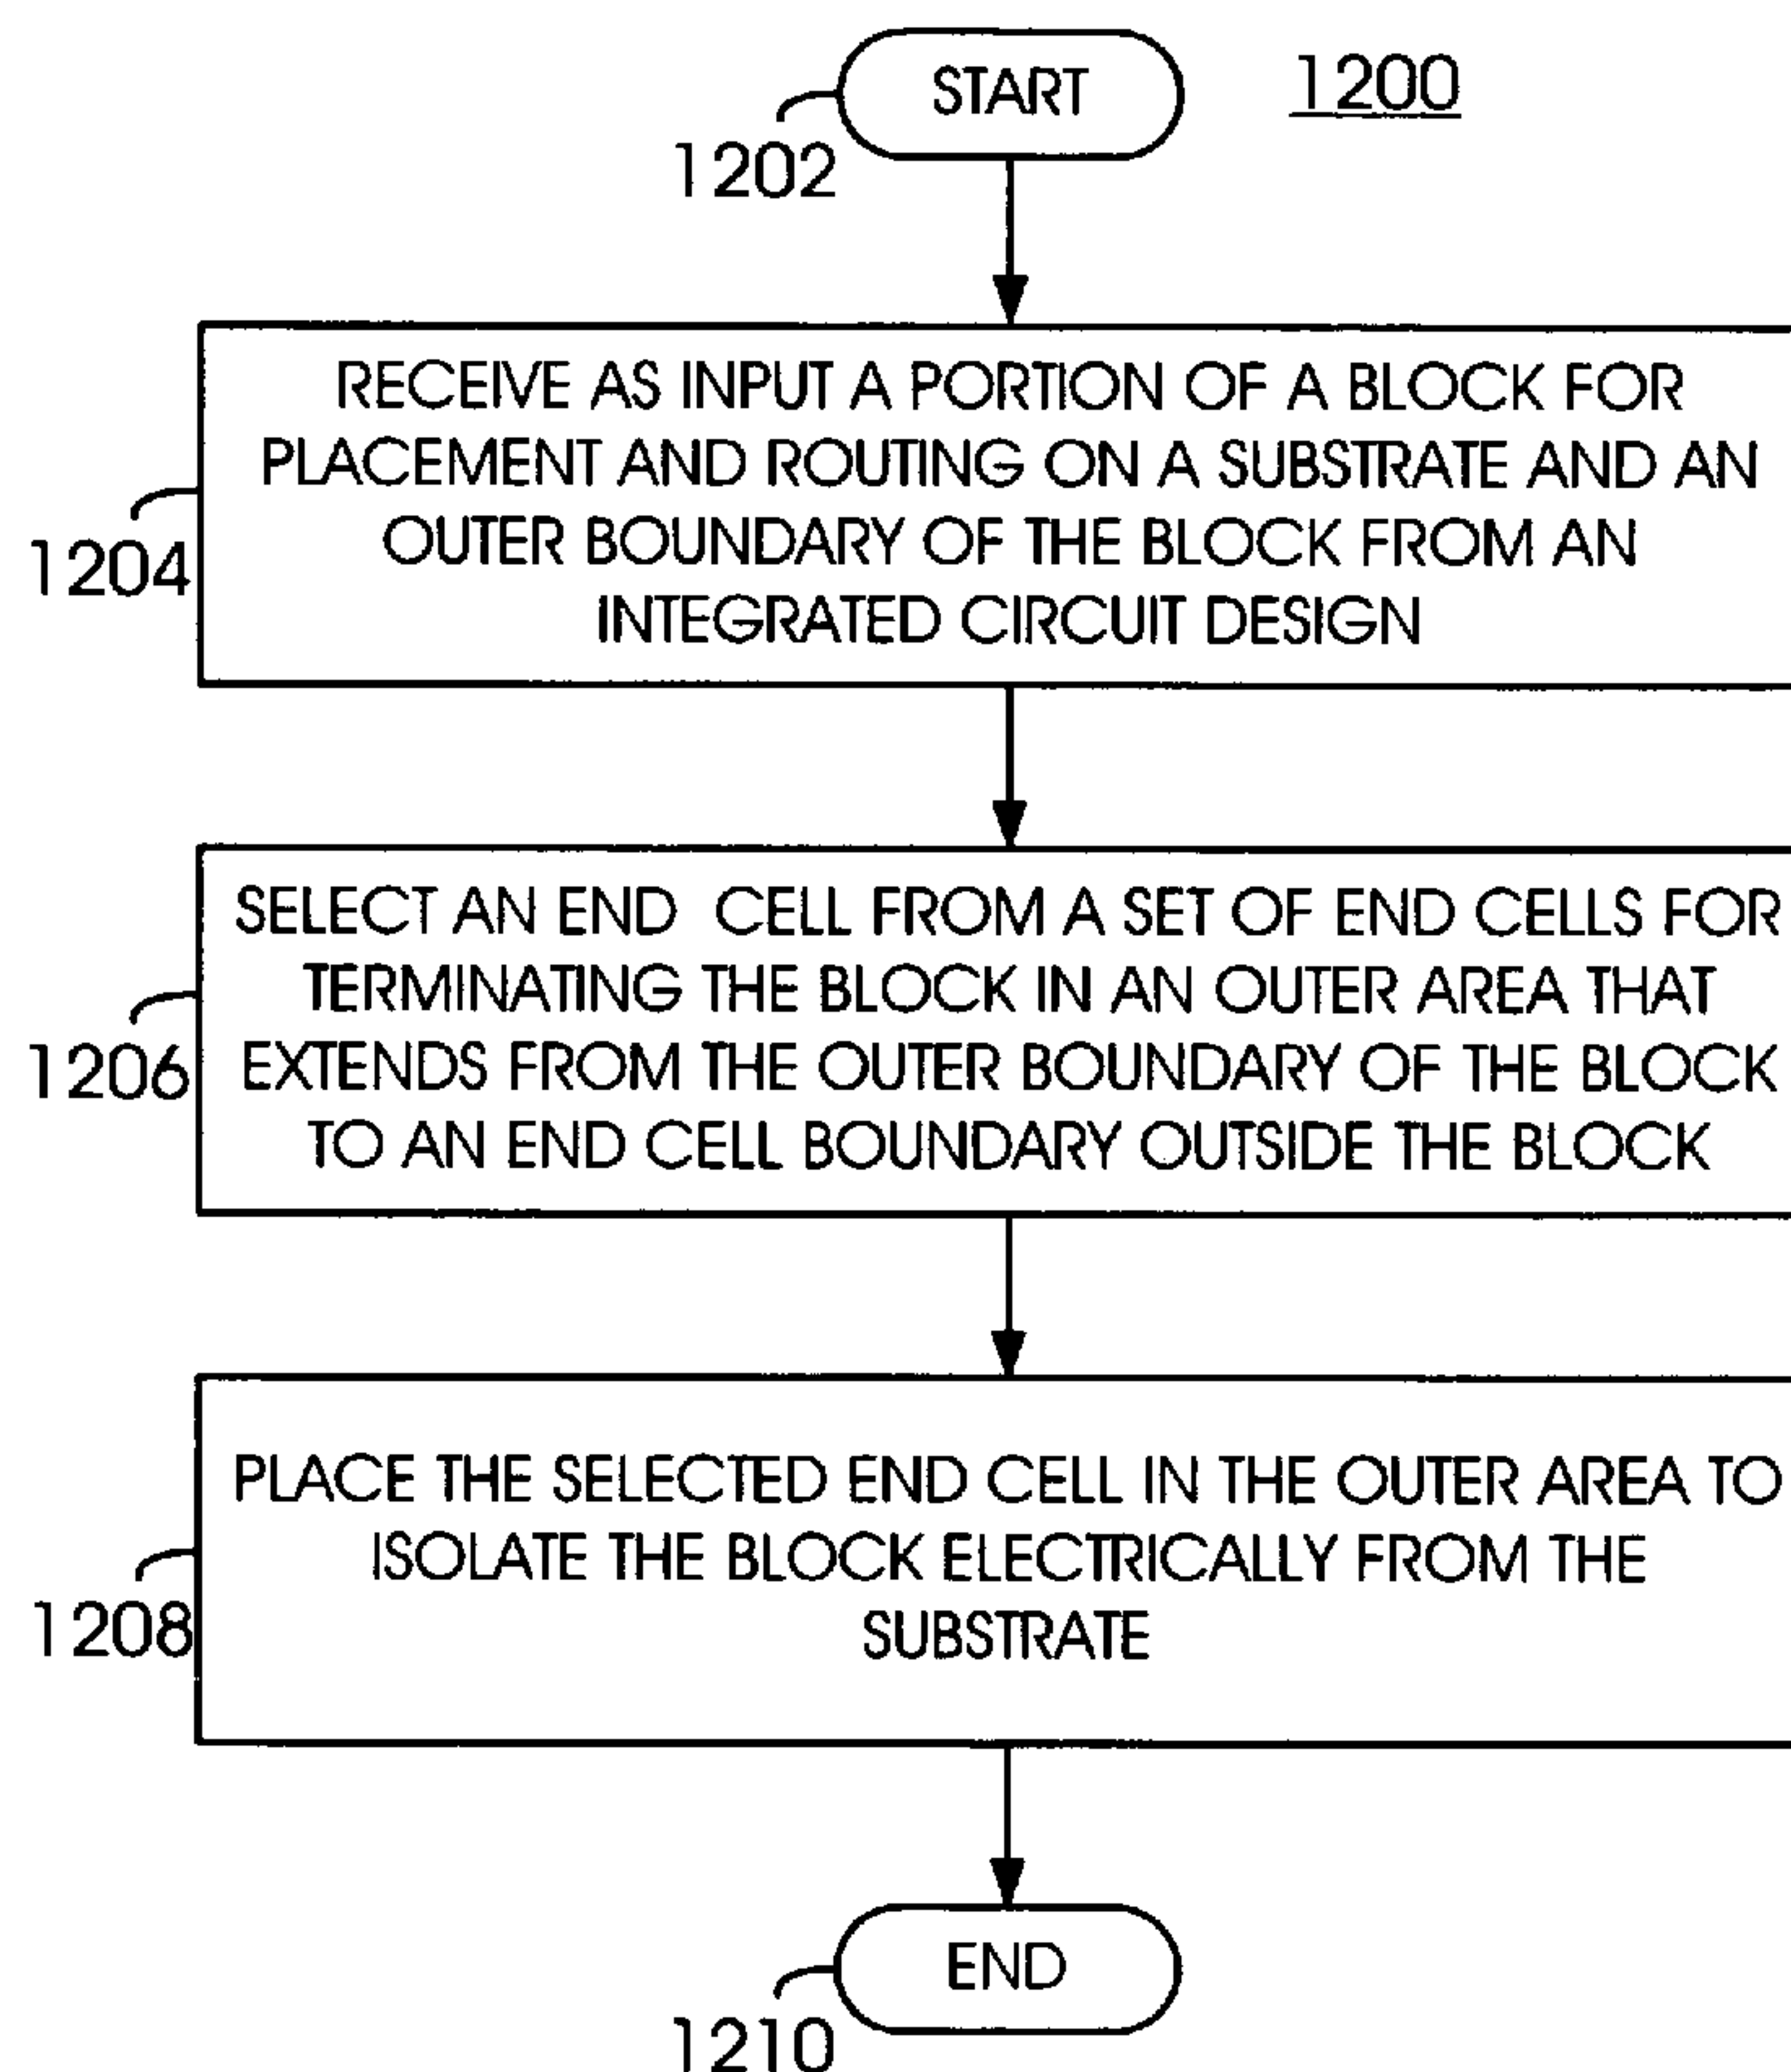 START
1200
1202
RECEIVE AS INPUT A PORTION OF A BLOCK FOR
PLACEMENT AND ROUTING ON A SUBSTRATE AND AN
OUTER BOUNDARY OF THE BLOCK FROM AN
INTEGRATED CIRCUIT DESIGN
1204
SELECT AN END CELL FROM A SET OF END CELLS FOR
TERMINATING THE BLOCK IN AN OUTER AREA THAT
EXTENDS FROM THE OUTER BOUNDARY OF THE BLOCK
TO AN END CELL BOUNDARY OUTSIDE THE BLOCK
1206
PLACE THE SELECTED END CELL IN THE OUTER AREA TO
ISOLATE THE BLOCK ELECTRICALLY FROM THE
SUBSTRATE
1208
END
1210